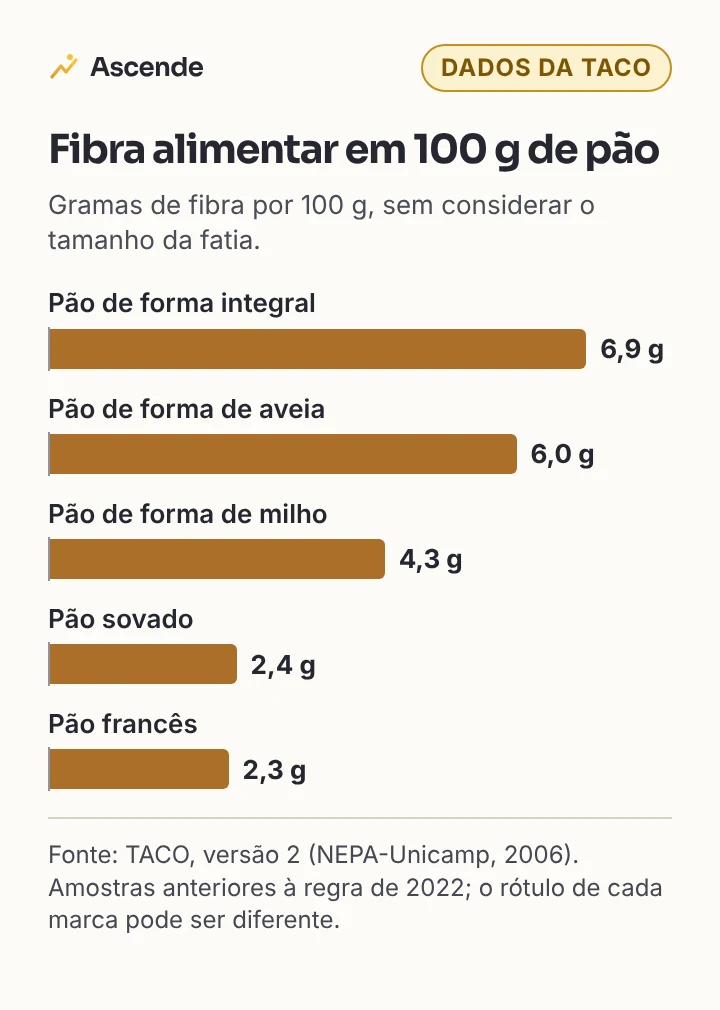 Ascende
DADOS DA TACO
Fibra alimentar em 100 g de pão
Gramas de fibra por 100 g, sem considerar o
tamanho da fatia.
Pão de forma integral
6,9 g
Pão de forma de aveia
6,0 g
Pão de forma de milho
4,3 g
Pão sovado
2,4 g
Pão francês
2,3 g
Fonte: TACO, versão 2 (NEPA-Unicamp, 2006).
Amostras anteriores à regra de 2022; o rótulo de cada
marca pode ser diferente.